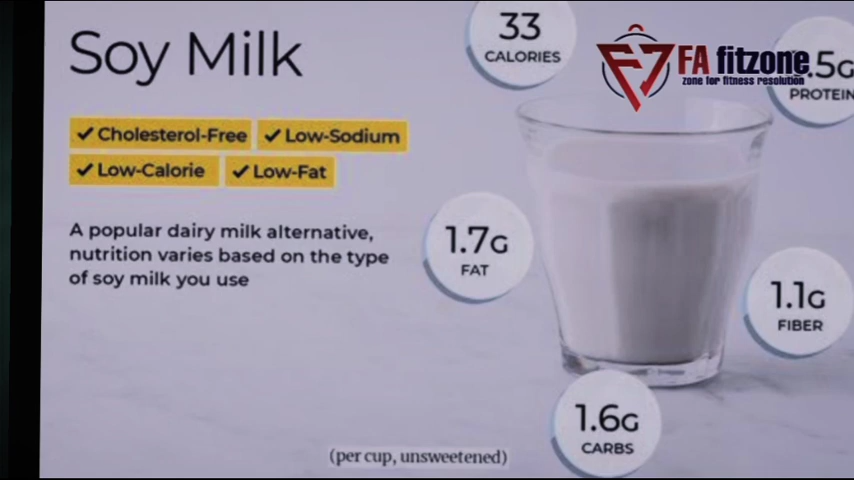 Soy Milk
✓ Cholesterol-Free ✓ Low-Sodium
✓ Low-Calorie ✓ Low-Fat
A popular dairy milk alternative,
nutrition varies based on the type
of soy milk you use
33
CALORIES
FA fitzone
zone for fitness resolution
.5G
PROTEIN
1.7G
FAT
1.1G
FIBER
1.6G
CARBS
(per cup, unsweetened)